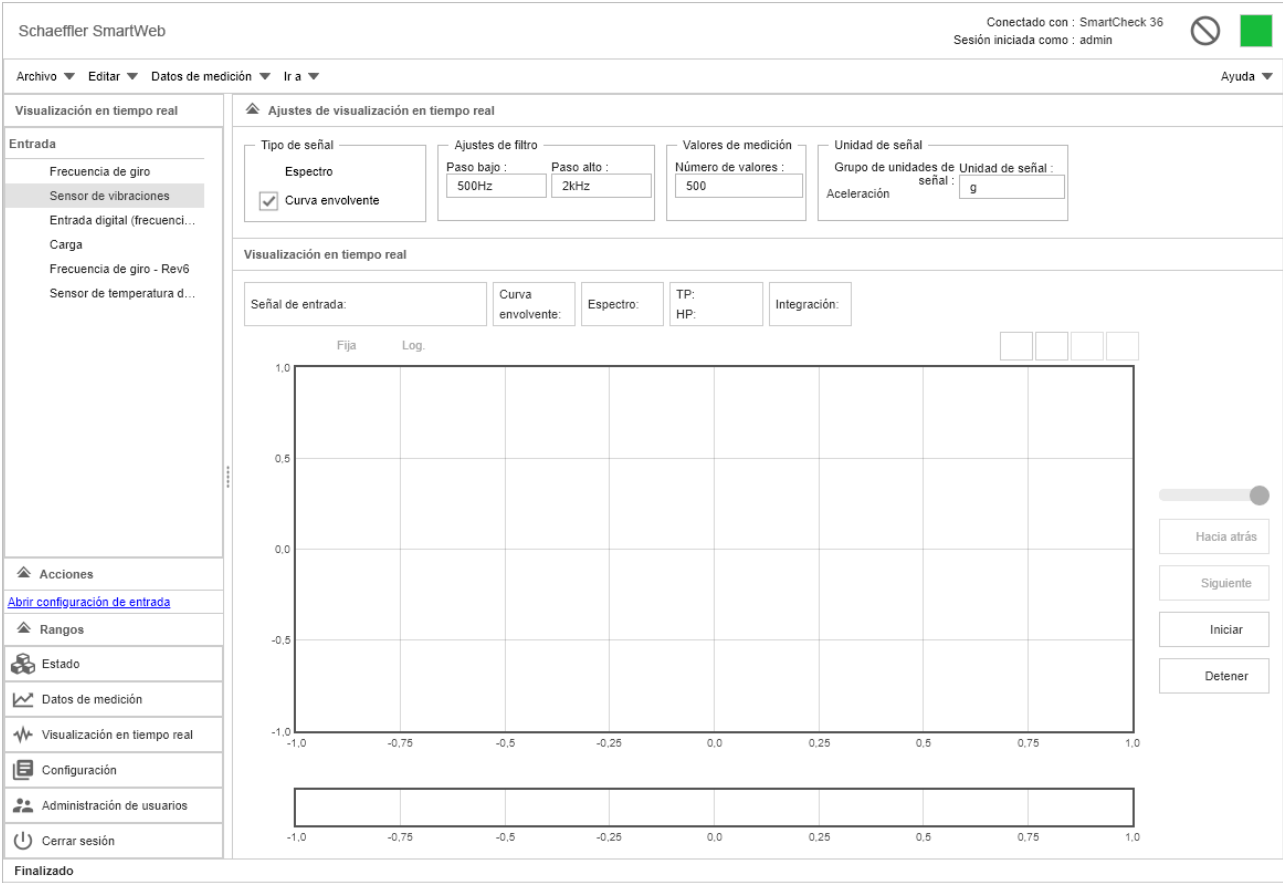 Schaeffler SmartWeb
Conectado con : SmartCheck 36
Sesión iniciada como : admin
Archivo Editar Datos de medición Ir a Ayuda
Visualización en tiempo real
Entrada
Frecuencia de giro
Sensor de vibraciones
Entrada digital (frecuenci...
Carga
Frecuencia de giro - Rev6
Sensor de temperatura d...
Acciones
Abrir configuración de entrada
Rangos
Estado
Datos de medición
Visualización en tiempo real
Configuración
Administración de usuarios
Cerrar sesión
Ajustes de visualización en tiempo real
Tipo de señal
Espectro
Curva envolvente
Ajustes de filtro
Paso bajo : Paso alto :
500Hz 2kHz
Valores de medición
Número de valores :
500
Unidad de señal
Grupo de unidades de señal :
Aceleración
Unidad de señal :
g
Visualización en tiempo real
Señal de entrada:
Curva
envolvente:
Espectro:
TP:
HP:
Integración:
Fija Log.
1,0
0,5
0,0
-0,5
-1,0
-1,0 -0,75 -0,5 -0,25 0,0 0,25 0,5 0,75 1,0
-1,0 -0,75 -0,5 -0,25 0,0 0,25 0,5 0,75 1,0
Hacia atrás
Siguiente
Iniciar
Detener
Finalizado